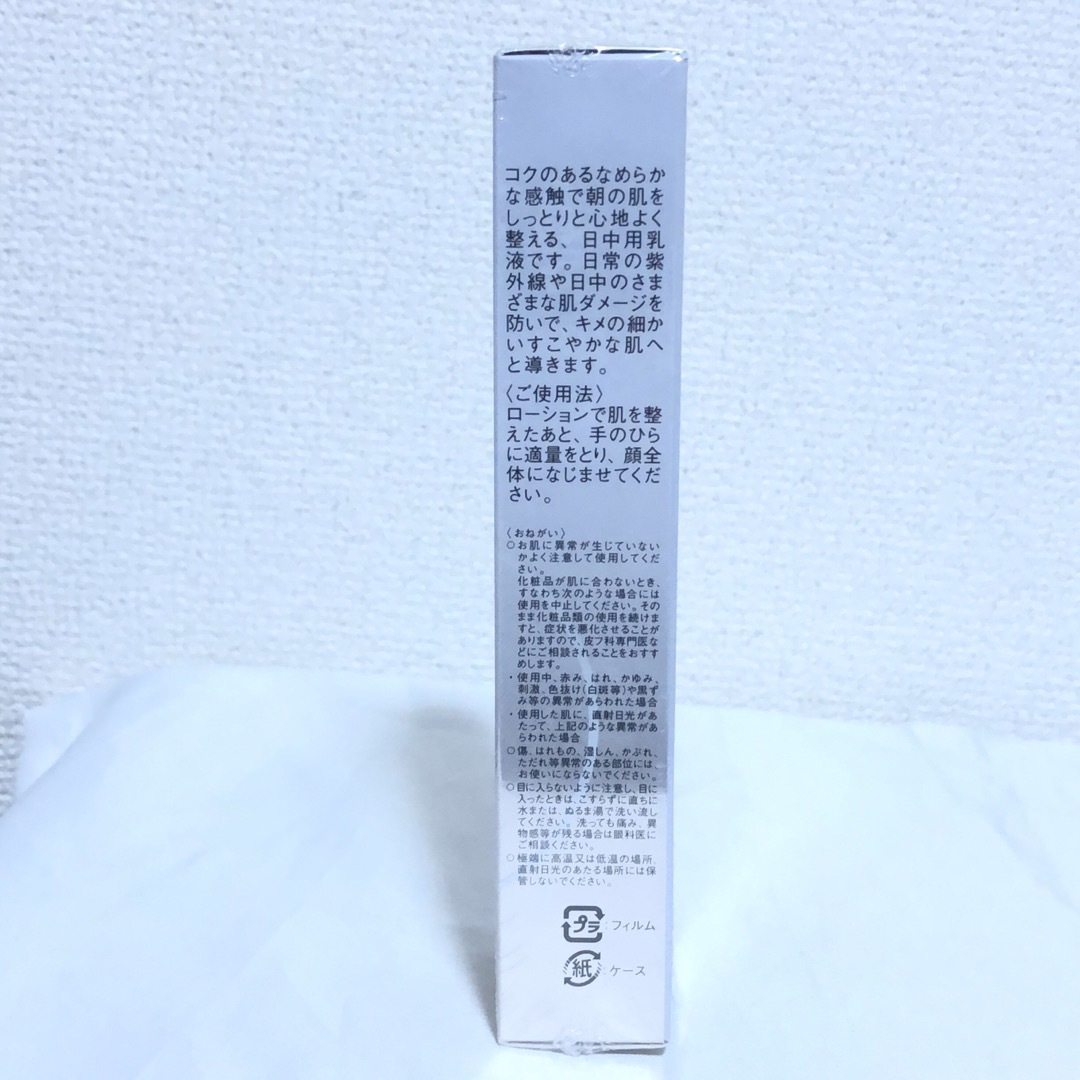 コクのあるなめらか
な感触で朝の肌を
しっとりと心地よく
整える、日中用乳
液です。日常の紫
外線や日中のさま
ざまな肌ダメージを
防いで、キメの細か
いすこやかな肌へ
と導きます。
〈ご使用法〉
ローションで肌を整
えたあと、手のひら
に適量をとり、顔全
体になじませてくだ
さい。
〈おねがい〉
○お肌に異常が生じていない
かよく注意して使用してくだ
さい。
化粧品が肌に合わないとき、
すなわち次のような場合には
使用を中止してください。その
まま化粧品類の使用を続けま
すと、症状を悪化させることが
ありますので、皮フ科専門医な
どにご相談されることをおすす
めします。
・使用中、赤み、はれ、かゆみ、
刺激、色抜け(白斑等)や黒ず
み等の異常があらわれた場合
・使用した肌に、直射日光があ
たって、上記のような異常があ
らわれた場合
○傷、はれもの、湿しん、かぶれ、
ただれ等異常のある部位には、
お使いにならないでください。
○目に入らないように注意し、目に
入ったときは、こすらずに直ちに
水または、ぬるま湯で洗い流し
てください。洗っても痛み、異
物感等が残る場合は眼科医に
ご相談ください。
○極端に高温又は低温の場所、
直射日光のあたる場所には保
管しないでください。
プラ:フィルム
紙:ケース